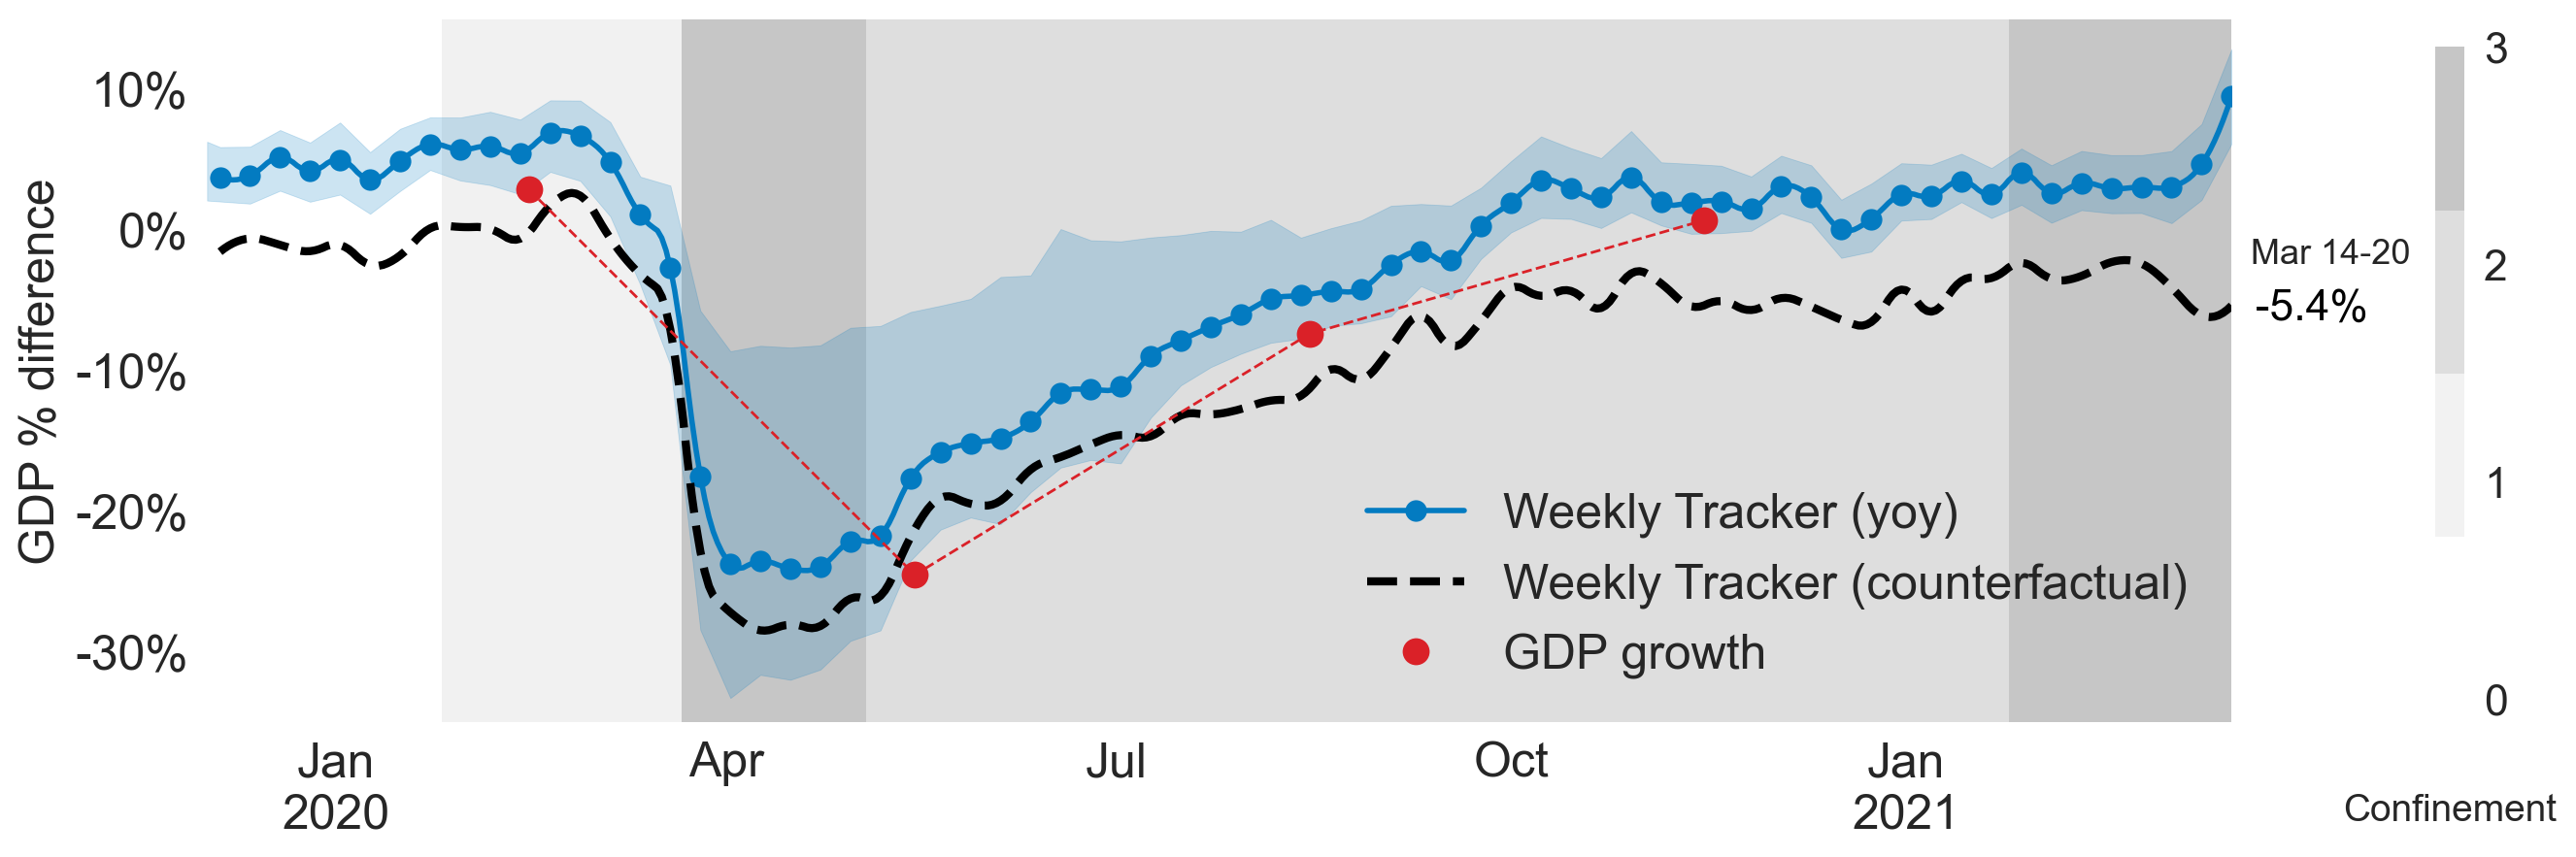 GDP % difference
10%
0%
-10%
-20%
-30%
Jan
2020
Apr
Jul
Oct
Jan
2021
Weekly Tracker (yoy)
Weekly Tracker (counterfactual)
GDP growth
Mar 14-20
-5.4%
3
2
1
0
Confinement